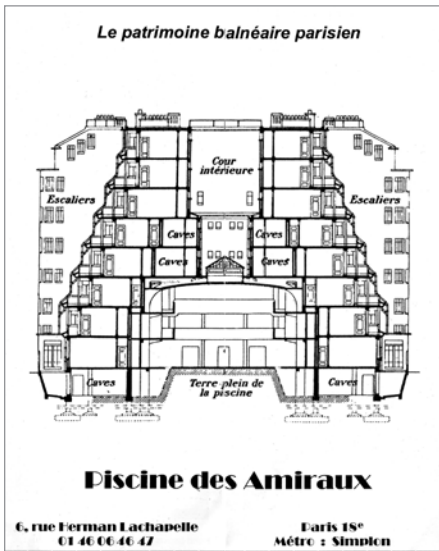 Le patrimoine balnéaire parisien
Cour
intérieure
Escaliers
Escaliers
Caves
Caves
Caves
Caves
Caves
Terre-plein de
la piscine
Caves
Piscine des Amiraux
6, rue Herman Lachapelle
01 46 06 46 47
Paris 18e
Métro : Simplon